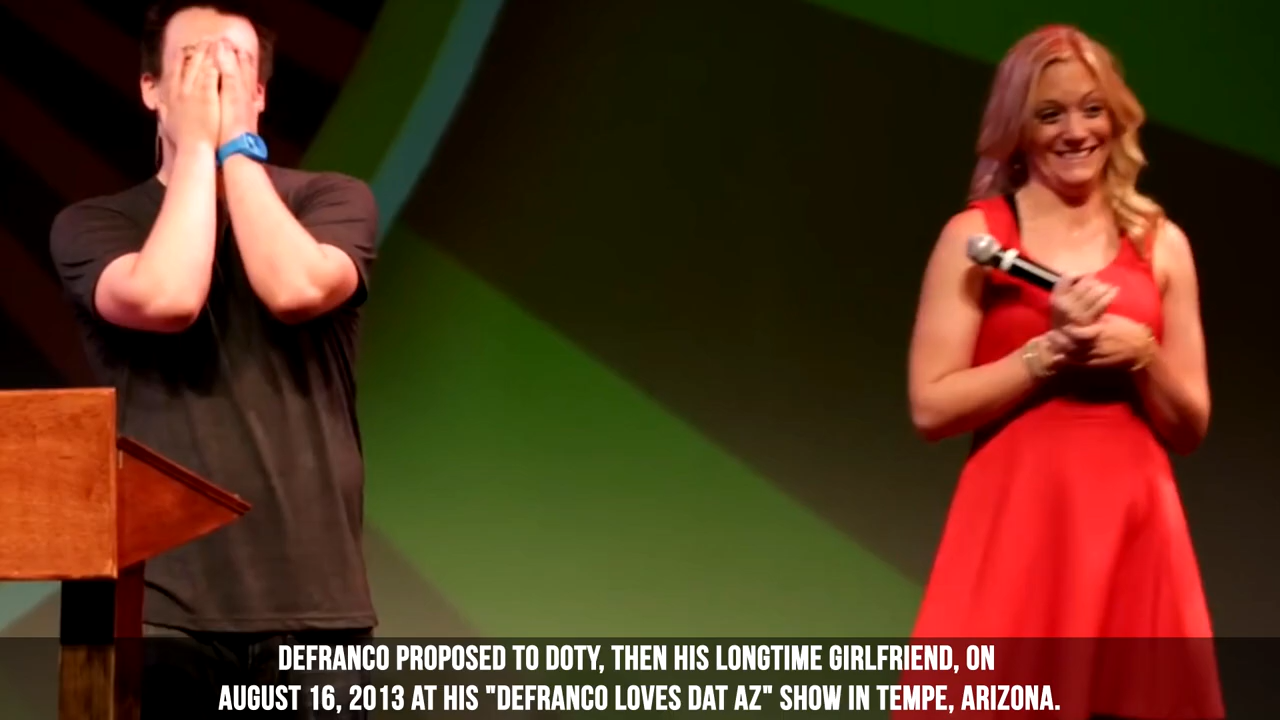 DEFRANCO PROPOSED TO DOTY, THEN HIS LONGTIME GIRLFRIEND, ON
AUGUST 16, 2013 AT HIS "DEFRANCO LOVES DAT AZ" SHOW IN TEMPE, ARIZONA.